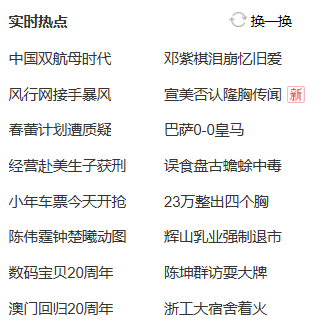 实时热点 换一换
中国双航母时代 邓紫棋泪崩忆旧爱
风行网接手暴风 宣美否认隆胸传闻 新
春蕾计划遭质疑 巴萨0-0皇马
经营赴美生子获刑 误食盘古蟾蜍中毒
小年车票今天开抢 23万整出四个胸
陈伟霆钟楚曦动图 辉山乳业强制退市
数码宝贝20周年 陈坤群访耍大牌
澳门回归20周年 浙工大宿舍着火